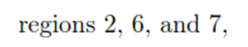 regions 2, 6, and 7,